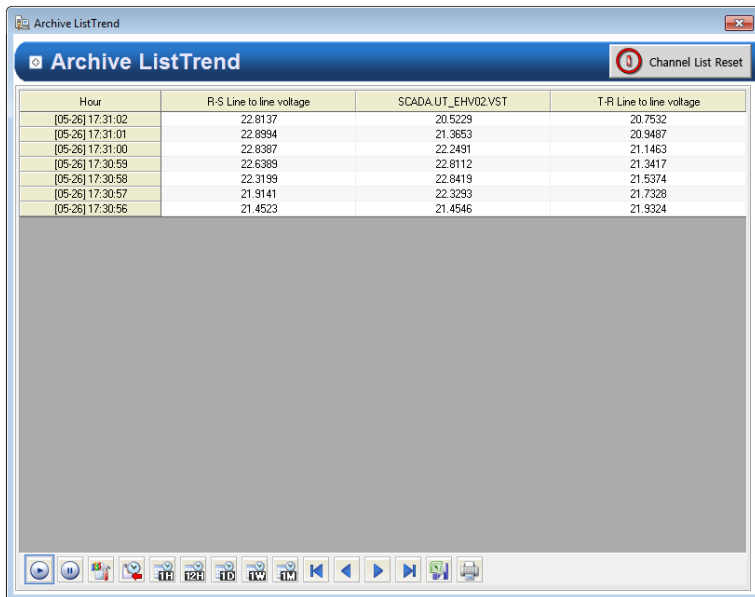 Archive ListTrend
Archive ListTrend
Channel List Reset
Hour R-S Line to line voltage SCADA.UT_EHV02.VST T-R Line to line voltage
[05-26] 17:31:02 22.8137 20.5229 20.7532
[05-26] 17:31:01 22.8994 21.3653 20.9487
[05-26] 17:31:00 22.8387 22.2491 21.1463
[05-26] 17:30:59 22.6389 22.8112 21.3417
[05-26] 17:30:58 22.3199 22.8419 21.5374
[05-26] 17:30:57 21.9141 22.3293 21.7328
[05-26] 17:30:56 21.4523 21.4546 21.9324
1H 12H 1D 1W 1M